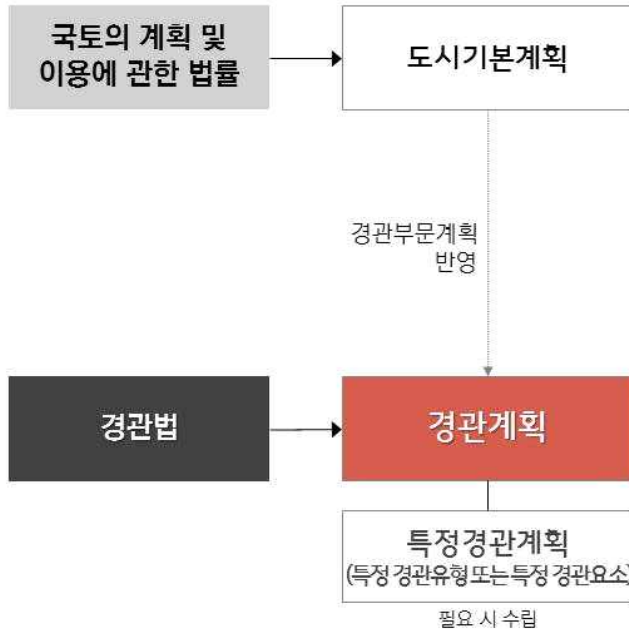 국토의 계획 및
이용에 관한 법률
도시기본계획
경관부문계획
반영
경관법
경관계획
특정경관계획
(특정 경관유형 또는 특정 경관요소)
필요 시 수립